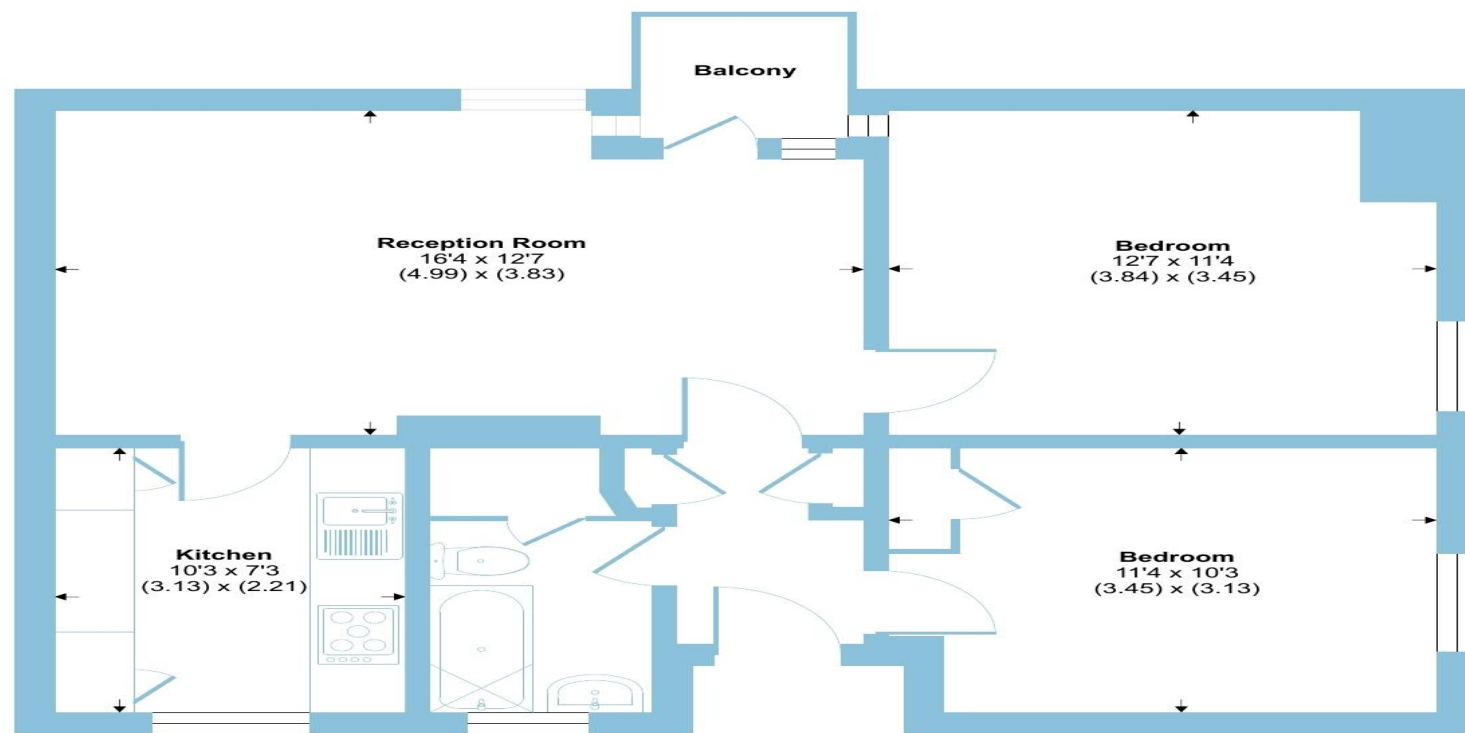 Balcony
Reception Room
16'4 x 12'7
(4.99) x (3.83)
Bedroom
12'7 x 11'4
(3.84) x (3.45)
Kitchen
10'3 x 7'3
(3.13) x (2.21)
Bedroom
11'4 x 10'3
(3.45) x (3.13)